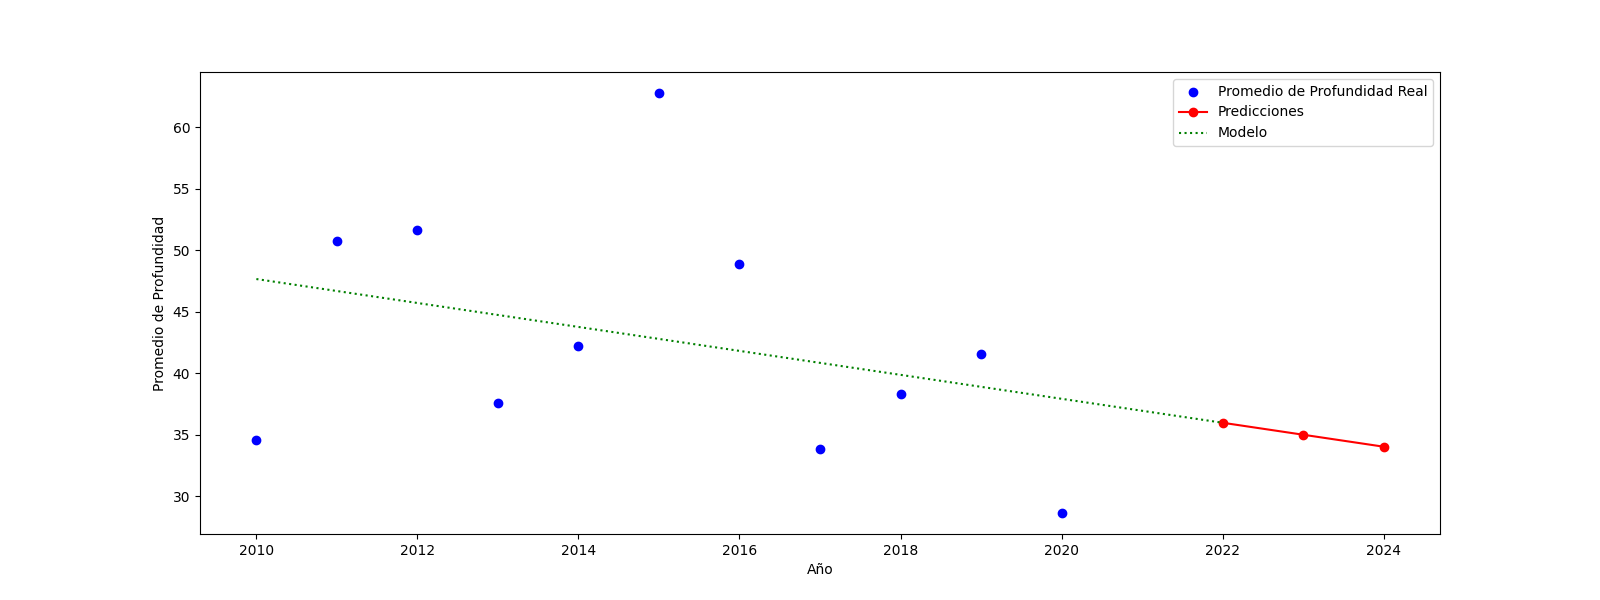 Promedio de Profundidad Real
Predicciones
Modelo
60
55
50
45
40
35
30
Promedio de Profundidad
2010 2012 2014 2016 2018 2020 2022 2024
Año